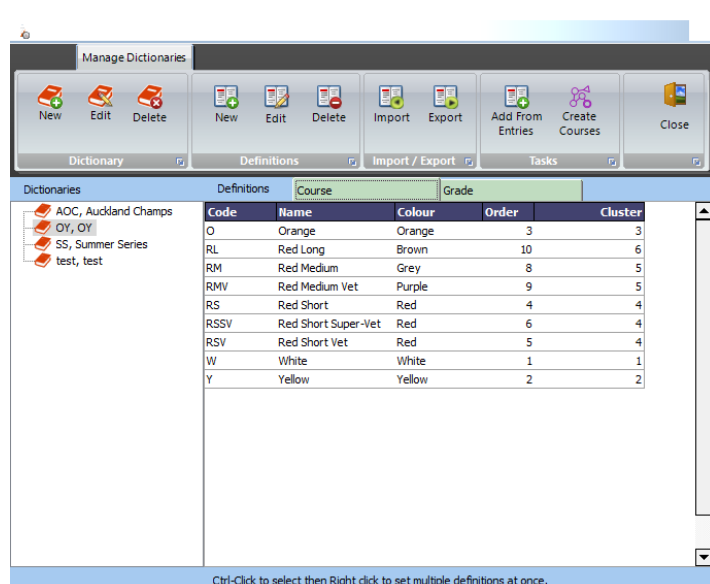 Manage Dictionaries
New Edit Delete New Edit Delete Import Export Add From Entries Create Courses Close
Dictionary Definitions Import / Export Tasks
Dictionaries Definitions Course Grade
AOC, Auckland Champs
OY, OY
SS, Summer Series
test, test
Code Name Colour Order Cluster
O Orange Orange 3 3
RL Red Long Brown 10 6
RM Red Medium Grey 8 5
RMV Red Medium Vet Purple 9 5
RS Red Short Red 4 4
RSSV Red Short Super-Vet Red 6 4
RSV Red Short Vet Red 5 4
W White White 1 1
Y Yellow Yellow 2 2
Ctrl-Click to select then Right click to set multiple definitions at once.